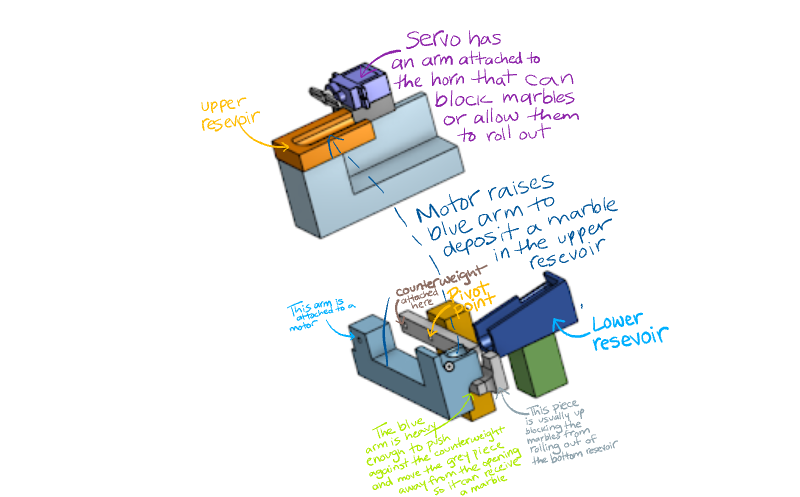 Servo has
an arm attached to
the horn that can
block marbles
or allow them
to roll out
upper
resevoir
Motor raises
blue arm to
deposit a marble
in the upper
resevoir
counterweight
attached
here
Pivot
Point
This arm is
attached to a
motor
Lower
resevoir
The blue
arm is heavy
enough to push
against the counterweight
and move the grey piece
away from the opening
so it can receive
a marble
This piece
is usually up
blocking the
marbles from
rolling out of
the bottom resevoir